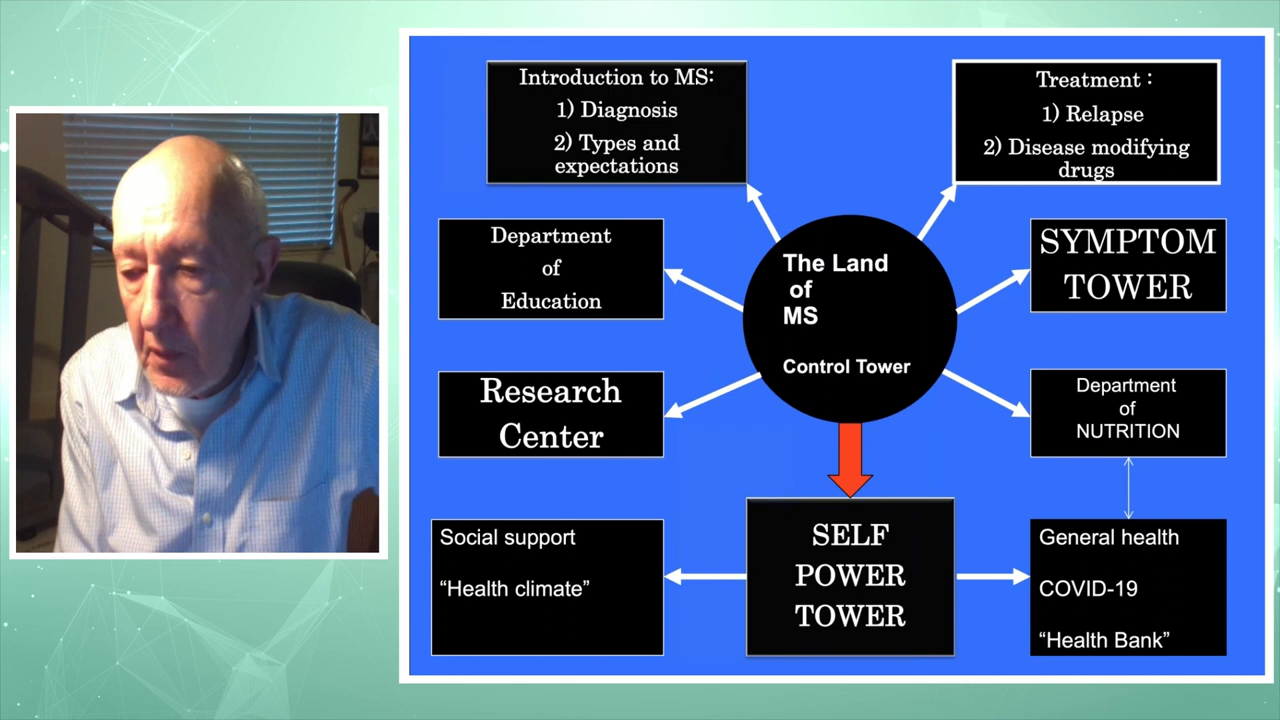 Introduction to MS:
1) Diagnosis
2) Types and
expectations
Treatment :
1) Relapse
2) Disease modifying
drugs
Department
of
Education
The Land
of
MS
Control Tower
SYMPTOM
TOWER
Research
Center
Department
of
NUTRITION
Social support
“Health climate”
SELF
POWER
TOWER
General health
COVID-19
“Health Bank”